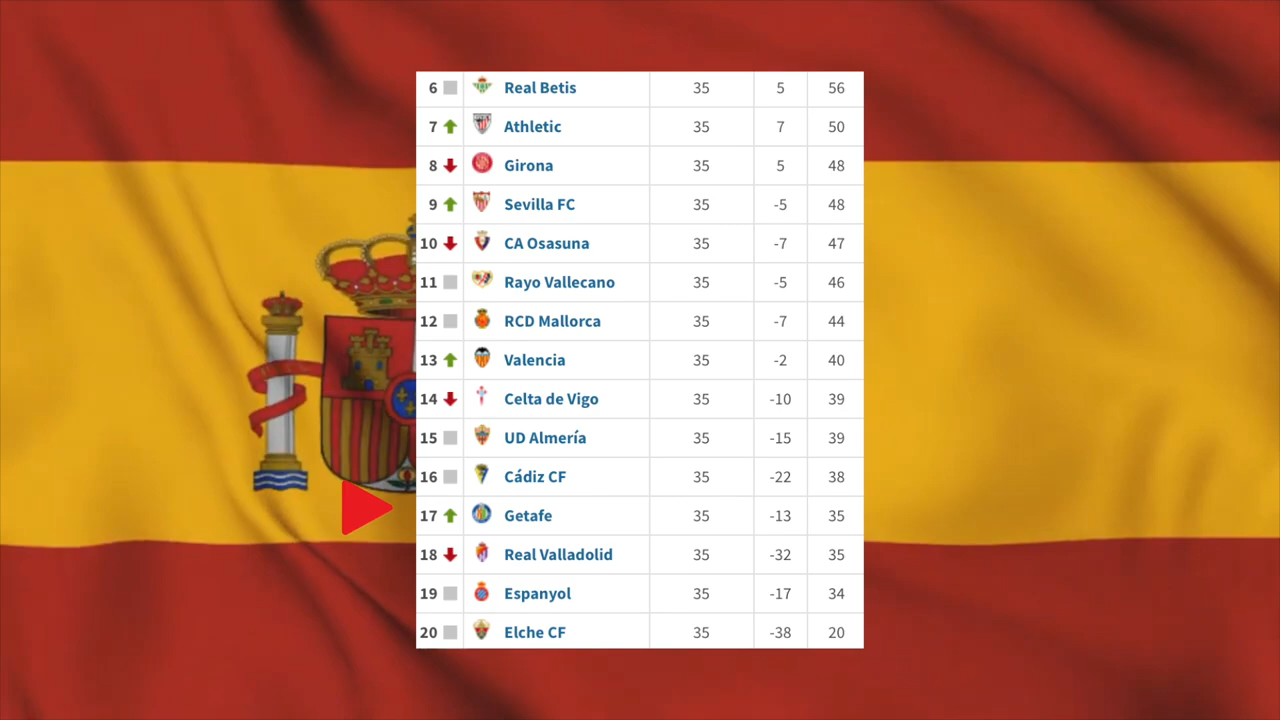 6 Real Betis 35 5 56
7 Athletic 35 7 50
8 Girona 35 5 48
9 Sevilla FC 35 -5 48
10 CA Osasuna 35 -7 47
11 Rayo Vallecano 35 -5 46
12 RCD Mallorca 35 -7 44
13 Valencia 35 -2 40
14 Celta de Vigo 35 -10 39
15 UD Almería 35 -15 39
16 Cádiz CF 35 -22 38
17 Getafe 35 -13 35
18 Real Valladolid 35 -32 35
19 Espanyol 35 -17 34
20 Elche CF 35 -38 20